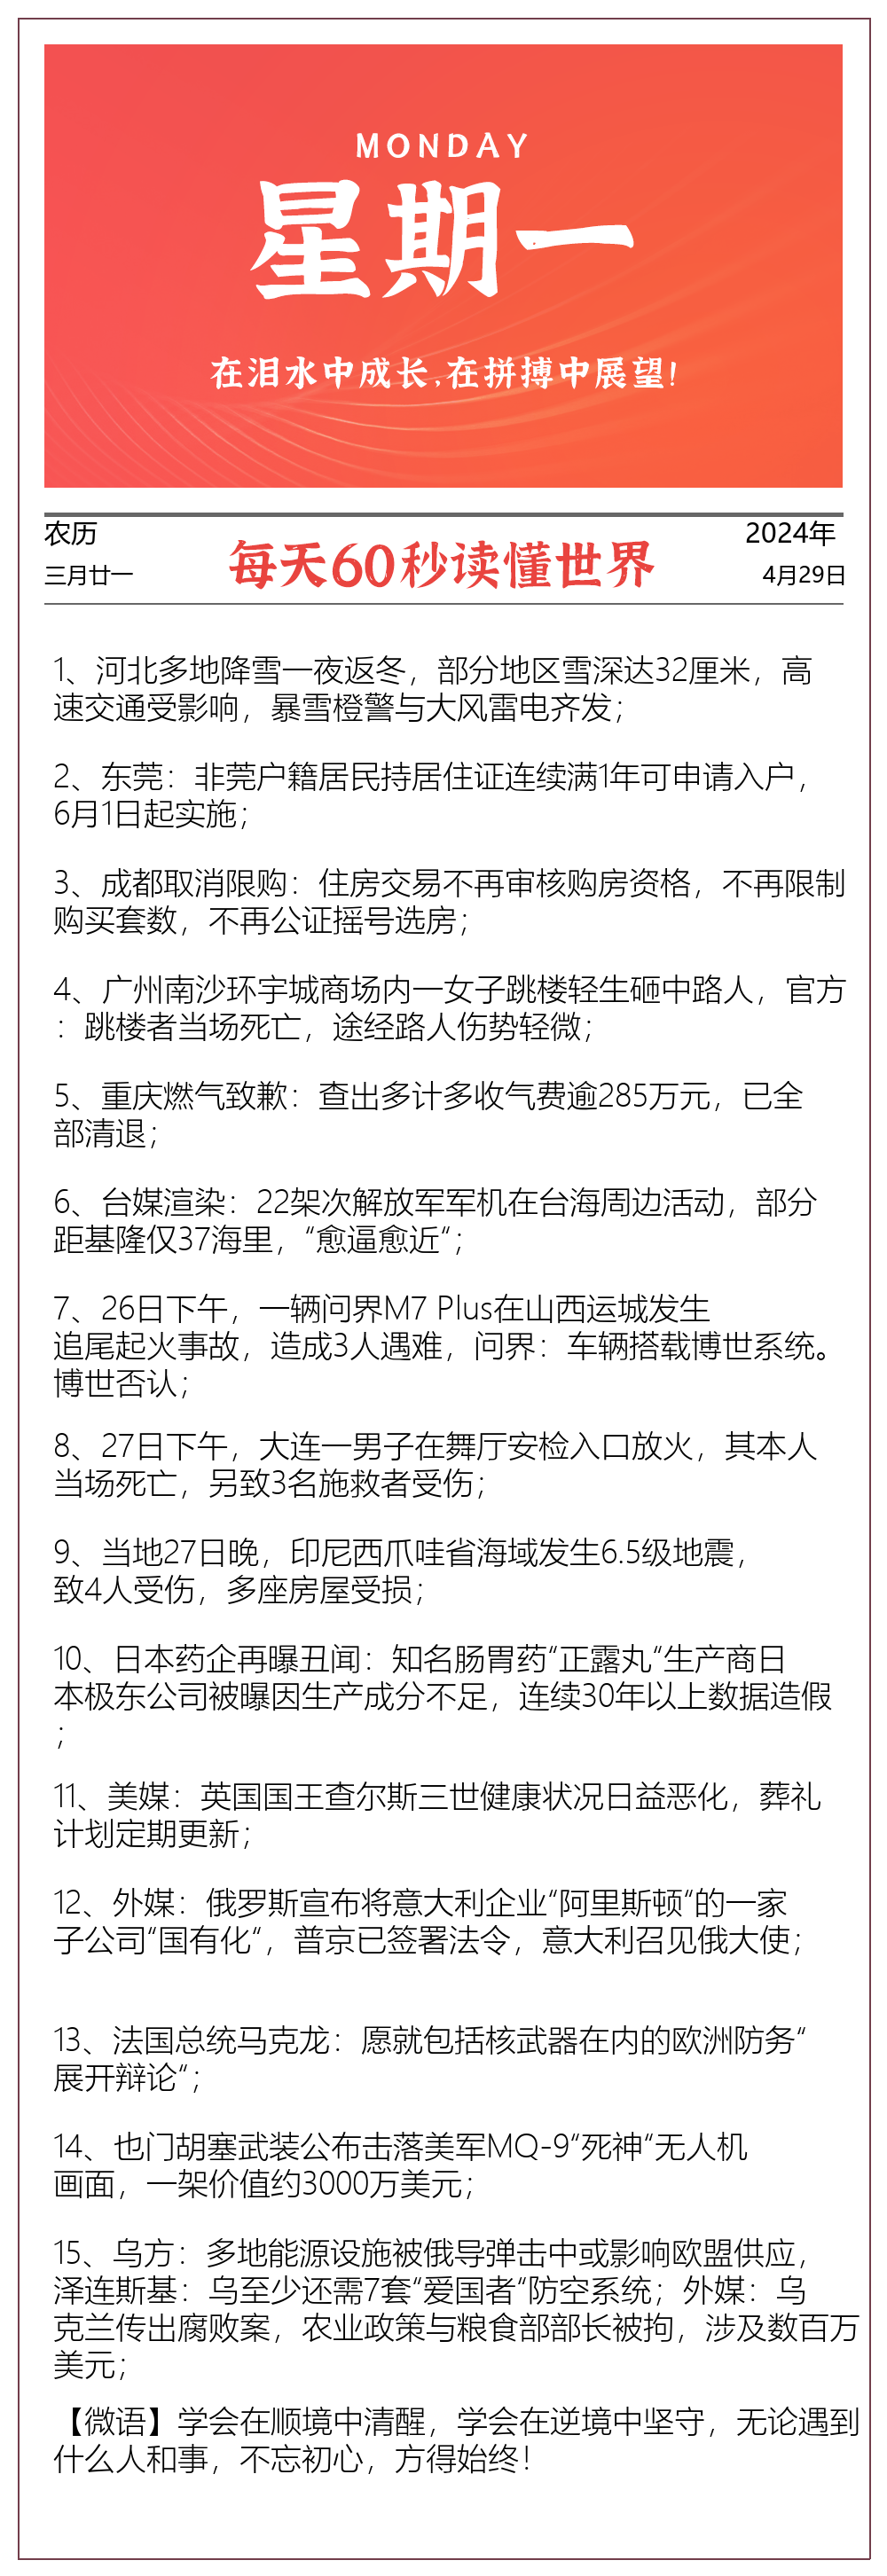 MONDAY
星期一
在泪水中成长,在拼搏中展望!
农历
2024年
每天60秒读懂世界
三月廿一
4月29日
1、河北多地降雪一夜返冬，部分地区雪深达32厘米，高
速交通受影响，暴雪橙警与大风雷电齐发；
2、东莞：非莞户籍居民持居住证连续满1年可申请入户，
6月1日起实施；
3、成都取消限购：住房交易不再审核购房资格，不再限制
购买套数，不再公证摇号选房；
4、广州南沙环宇城商场内一女子跳楼轻生砸中路人，官方
：跳楼者当场死亡，途经路人伤势轻微；
5、重庆燃气致歉：查出多计多收气费逾285万元，已全
部清退；
6、台媒渲染：22架次解放军军机在台海周边活动，部分
距基隆仅37海里，“愈逼愈近“；
7、26日下午，一辆问界M7 Plus在山西运城发生
追尾起火事故，造成3人遇难，问界：车辆搭载博世系统。
博世否认；
8、27日下午，大连一男子在舞厅安检入口放火，其本人
当场死亡，另致3名施救者受伤；
9、当地27日晚，印尼西爪哇省海域发生6.5级地震，
致4人受伤，多座房屋受损；
10、日本药企再曝丑闻：知名肠胃药“正露丸“生产商日
本极东公司被曝因生产成分不足，连续30年以上数据造假
；
11、美媒：英国国王查尔斯三世健康状况日益恶化，葬礼
计划定期更新；
12、外媒：俄罗斯宣布将意大利企业“阿里斯顿“的一家
子公司“国有化“，普京已签署法令，意大利召见俄大使；
13、法国总统马克龙：愿就包括核武器在内的欧洲防务“
展开辩论“；
14、也门胡塞武装公布击落美军MQ-9“死神“无人机
画面，一架价值约3000万美元；
15、乌方：多地能源设施被俄导弹击中或影响欧盟供应，
泽连斯基：乌至少还需7套“爱国者“防空系统；外媒：乌
克兰传出腐败案，农业政策与粮食部部长被拘，涉及数百万
美元；
【微语】学会在顺境中清醒，学会在逆境中坚守，无论遇到
什么人和事，不忘初心，方得始终！